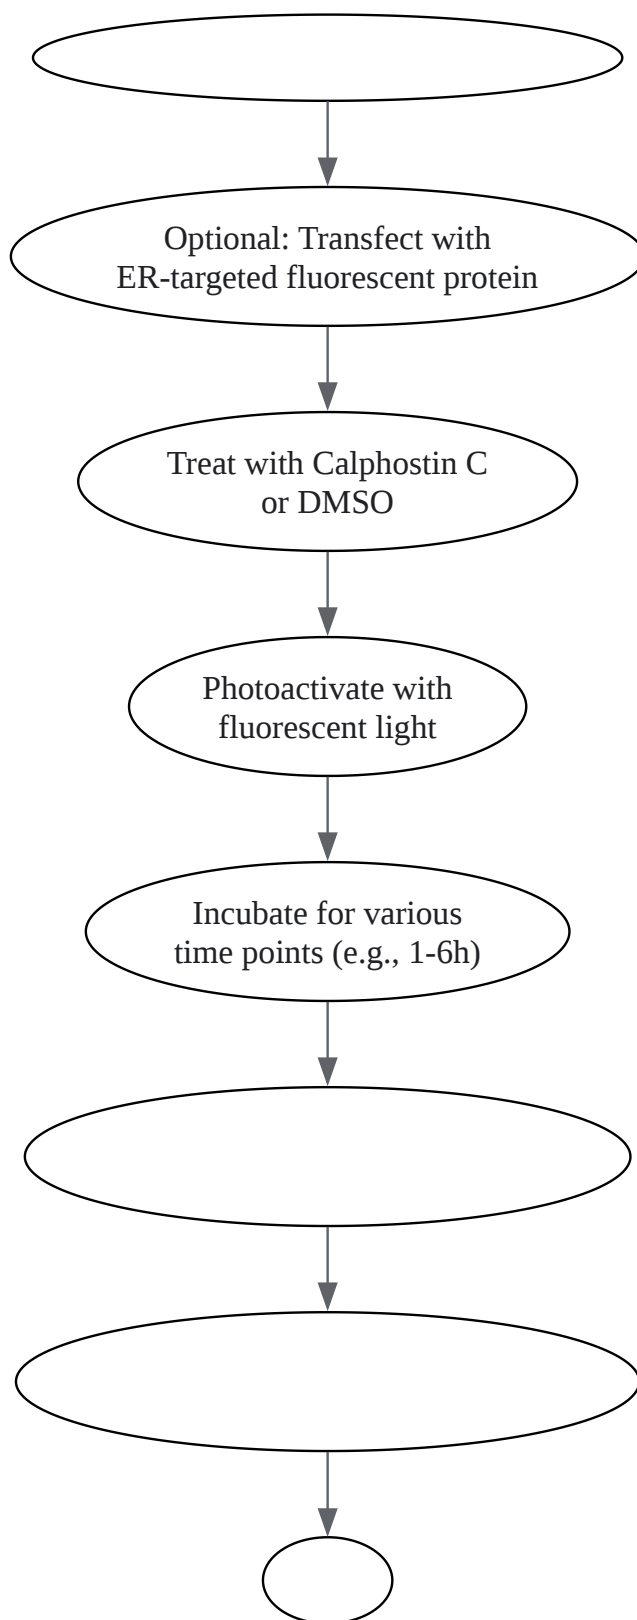 Optional: Transfect with
ER-targeted fluorescent protein
Treat with Calphostin C
or DMSO
Photoactivate with
fluorescent light
Incubate for various
time points (e.g., 1-6h)